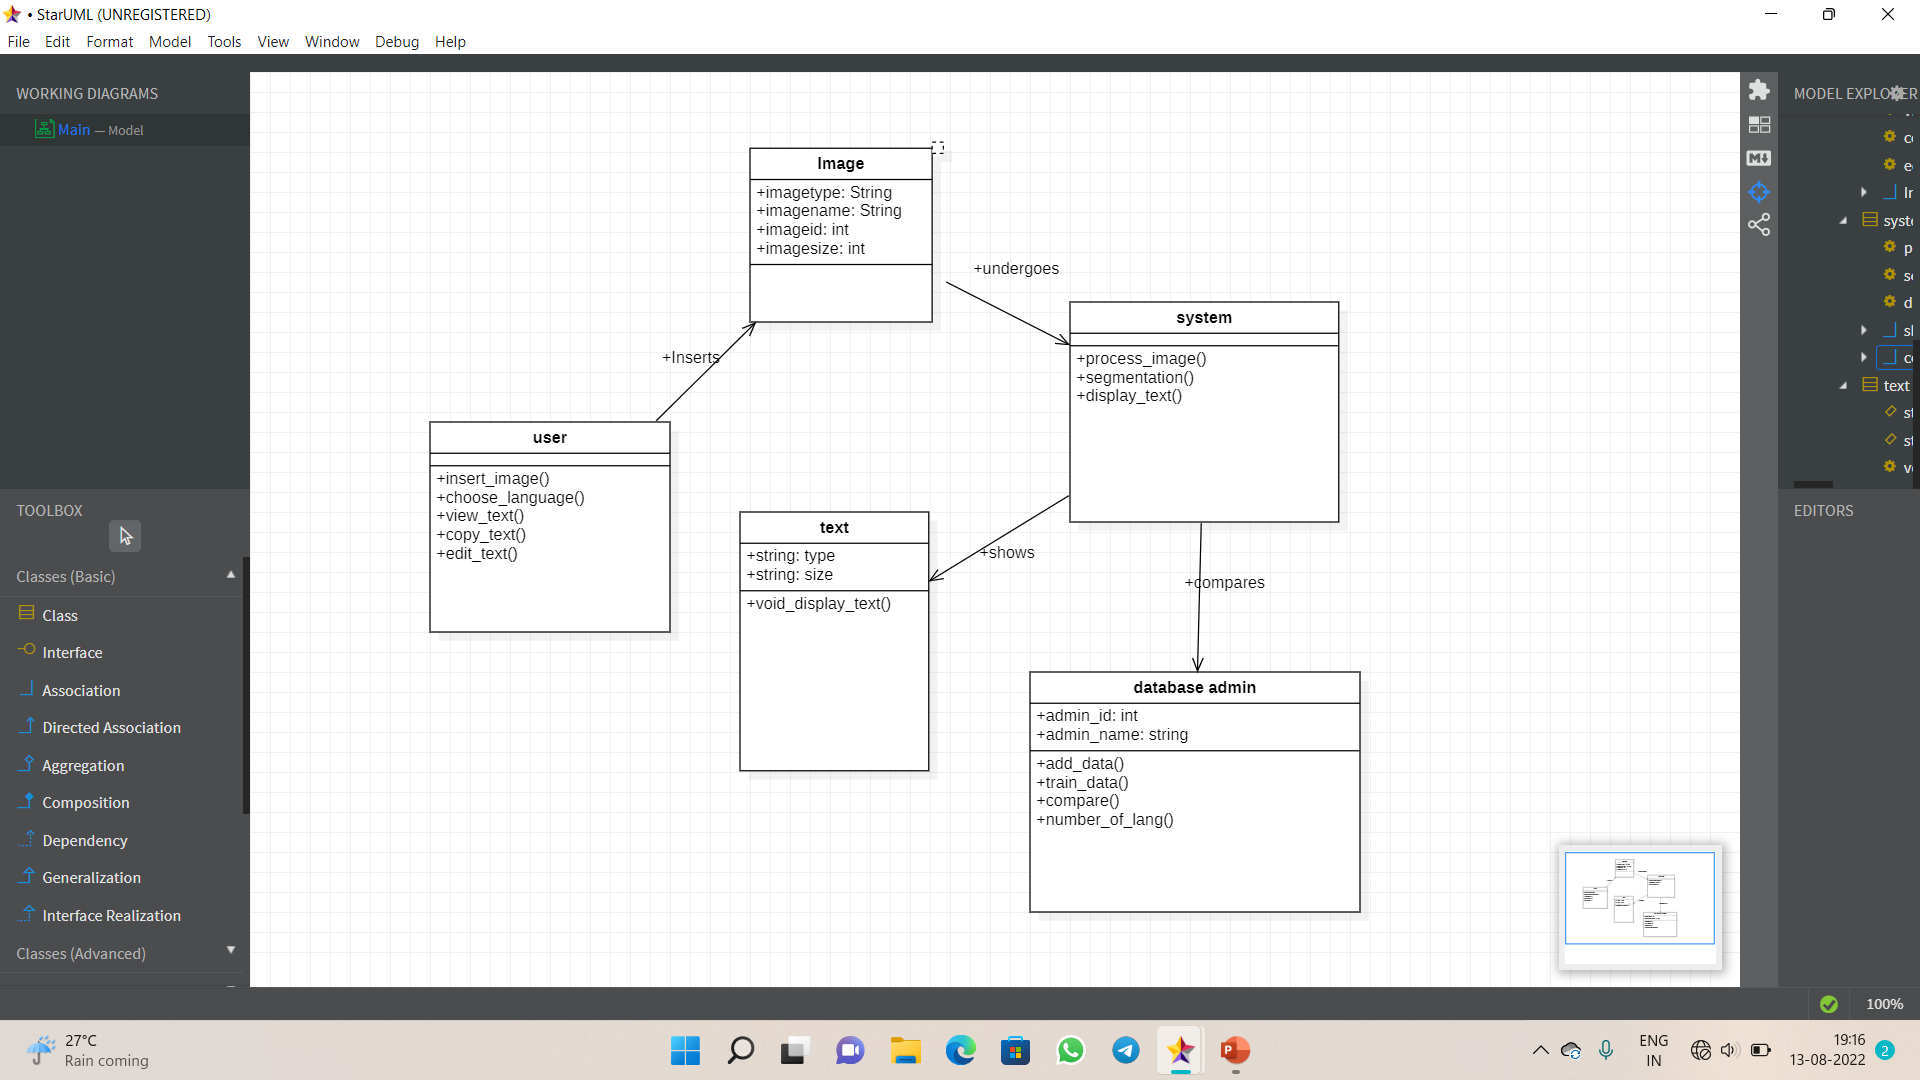 • StarUML (UNREGISTERED)
File Edit Format Model Tools View Window Debug Help
WORKING DIAGRAMS
Main — Model
TOOLBOX
Classes (Basic)
Class
Interface
Association
Directed Association
Aggregation
Composition
Dependency
Generalization
Interface Realization
Classes (Advanced)
Image
+imagetype: String
+imagename: String
+imageid: int
+imagesize: int
+undergoes
+Inserts
system
+process_image()
+segmentation()
+display_text()
user
+insert_image()
+choose_language()
+view_text()
+copy_text()
+edit_text()
text
+string: type
+string: size
+void_display_text()
+shows
+compares
database admin
+admin_id: int
+admin_name: string
+add_data()
+train_data()
+compare()
+number_of_lang()
MODEL EXPLORER
text
EDITORS
100%
27°C
Rain coming
ENG
IN
19:16
13-08-2022
2